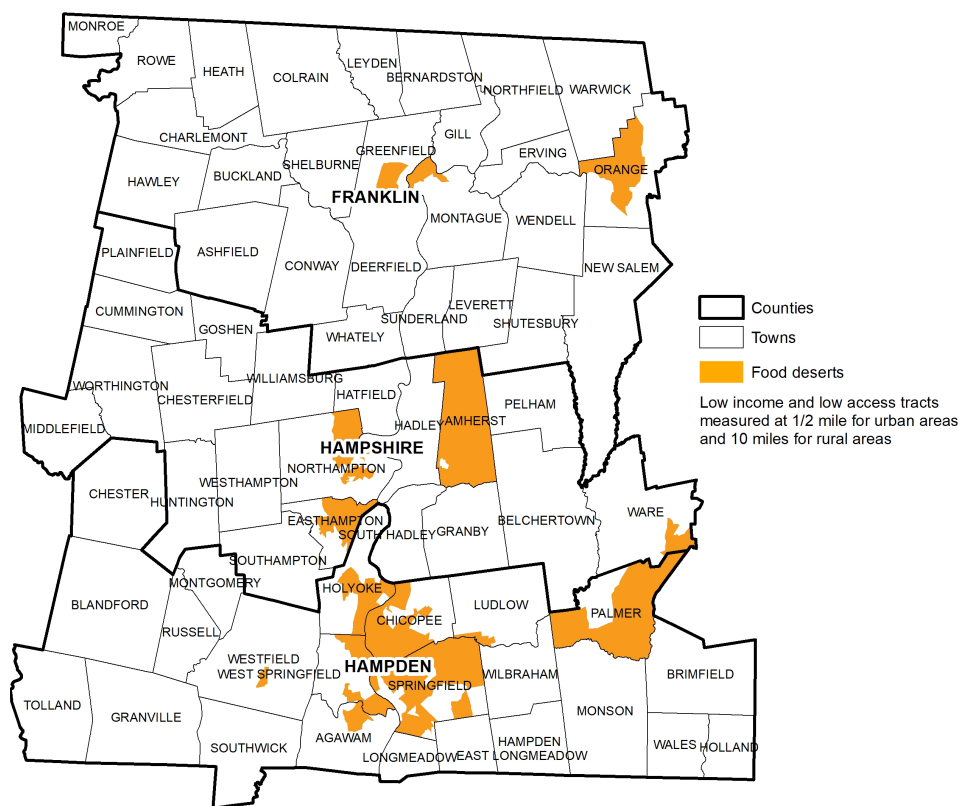 MONROE
ROWE
HEATH
COLRAIN
LEYDEN
BERNARDSTON
NORTHFIELD
WARWICK
CHARLEMONT
GILL
GREENFIELD
ERVING
SHELBURNE
ORANGE
HAWLEY
BUCKLAND
FRANKLIN
MONTAGUE
WENDELL
PLAINFIELD
ASHFIELD
CONWAY
DEERFIELD
NEW SALEM
CUMMINGTON
GOSHEN
LEVERETT
SUNDERLAND
SHUTESBURY
WHATELY
Counties
Towns
Food deserts
Low income and low access tracts
measured at 1/2 mile for urban areas
and 10 miles for rural areas
WORTHINGTON
CHESTERFIELD
WILLIAMSBURG
HATFIELD
PELHAM
MIDDLEFIELD
HADLEY
AMHERST
HAMPSHIRE
NORTHAMPTON
WESTHAMPTON
CHESTER
HUNTINGTON
EASTHAMPTON
SOUTH HADLEY
GRANBY
BELCHERTOWN
WARE
SOUTHAMPTON
MONTGOMERY
HOLYOKE
BLANDFORD
LUDLOW
PALMER
CHICOPEE
RUSSELL
WESTFIELD
WEST SPRINGFIELD
HAMPDEN
SPRINGFIELD
WILBRAHAM
BRIMFIELD
TOLLAND
GRANVILLE
MONSON
AGAWAM
SOUTHWICK
LONGMEADOW
EAST LONGMEADOW
HAMPDEN
WALES
HOLLAND